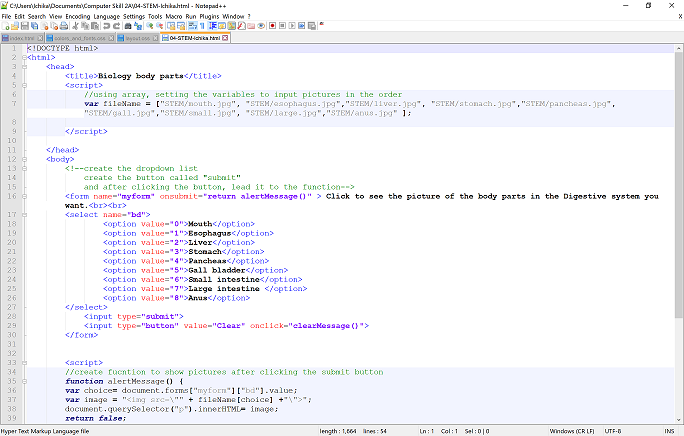 C:\Users\Ichika\Documents\Computer Skill 2A\04-STEM-Ichika.html - Notepad++
File Edit Search View Encoding Language Settings Tools Macro Run Plugins Window ? X
index.html colors_and_fonts.css layout.css 04-STEM-Ichika.html
1 <!DOCTYPE html>
2 <html>
3 <head>
4 <title>Biology body parts</title>
5 <script>
6 //using array, setting the variables to input pictures in the order
7 var fileName = ["STEM/mouth.jpg", "STEM/esophagus.jpg","STEM/liver.jpg", "STEM/stomach.jpg","STEM/pancheas.jpg",
8 "STEM/gall.jpg","STEM/small.jpg", "STEM/large.jpg","STEM/anus.jpg" ];
9 </script>
10
11 </head>
12 <body>
13 <!--create the dropdown list
14 create the button called "submit"
15 and after clicking the button, lead it to the function-->
16 <form name="myform" onsubmit="return alertMessage()" > Click to see the picture of the body parts in the Digestive system you
want.<br><br>
17 <select name="bd">
18 <option value="0">Mouth</option>
19 <option value="1">Esophagus</option>
20 <option value="2">Liver</option>
21 <option value="3">Stomach</option>
22 <option value="4">Pancheas</option>
23 <option value="5">Gall bladder</option>
24 <option value="6">Small intestine</option>
25 <option value="7">Large intestine </option>
26 <option value="8">Anus</option>
27 </select>
28 <input type="submit">
29 <input type="button" value="Clear" onclick="clearMessage()">
30 </form>
31
32
33 <script>
34 //create fucntion to show pictures after clicking the submit button
35 function alertMessage() {
36 var choice= document.forms["myform"]["bd"].value;
37 var image = "<img src=\"" + fileName[choice] +"\">";
38 document.querySelector("p").innerHTML= image;
39 return false;
Hyper Text Markup Language file length : 1,664 lines : 54 Ln : 1 Col : 1 Sel : 0 | 0 Windows (CR LF) UTF-8 INS